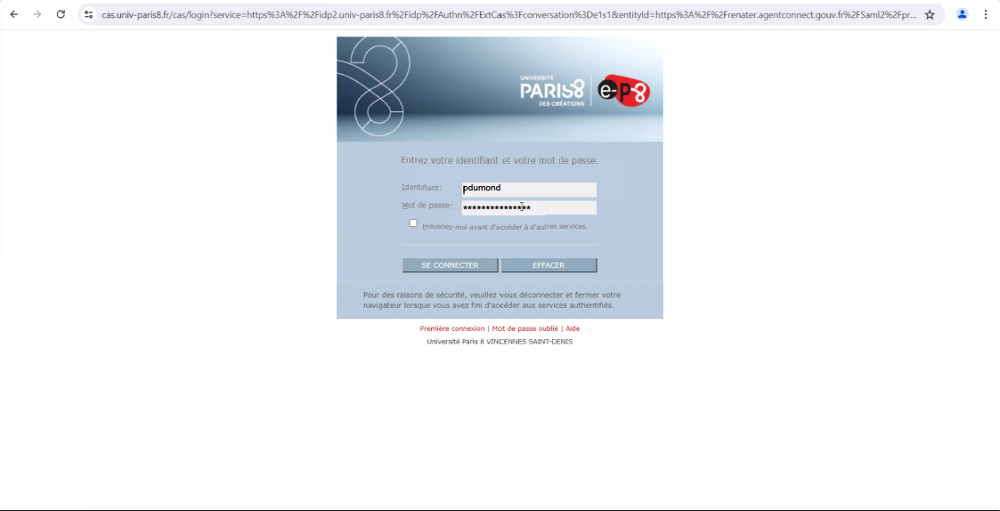 cas.univ-paris8.fr/cas/login?service=https%3A%2F%2Fidp2.univ-paris8.fr%2Fidp%2FAuthn%2FExtCas%3Fconversation%3De1s1&entityId=https%3A%2F%2Frenater.agentconnect.gouv.fr%2FSaml2%2Fpr...
UNIVERSITÉ
PARIS8
DES CRÉATIONS
e-P8
Entrez votre identifiant et votre mot de passe.
Identifiant: pdumond
Mot de passe: ***************
Prévenez-moi avant d'accéder à d'autres services.
SE CONNECTER EFFACER
Pour des raisons de sécurité, veuillez vous déconnecter et fermer votre
navigateur lorsque vous avez fini d'accéder aux services authentifiés.
Première connexion | Mot de passe oublié | Aide
Université Paris 8 VINCENNES SAINT-DENIS